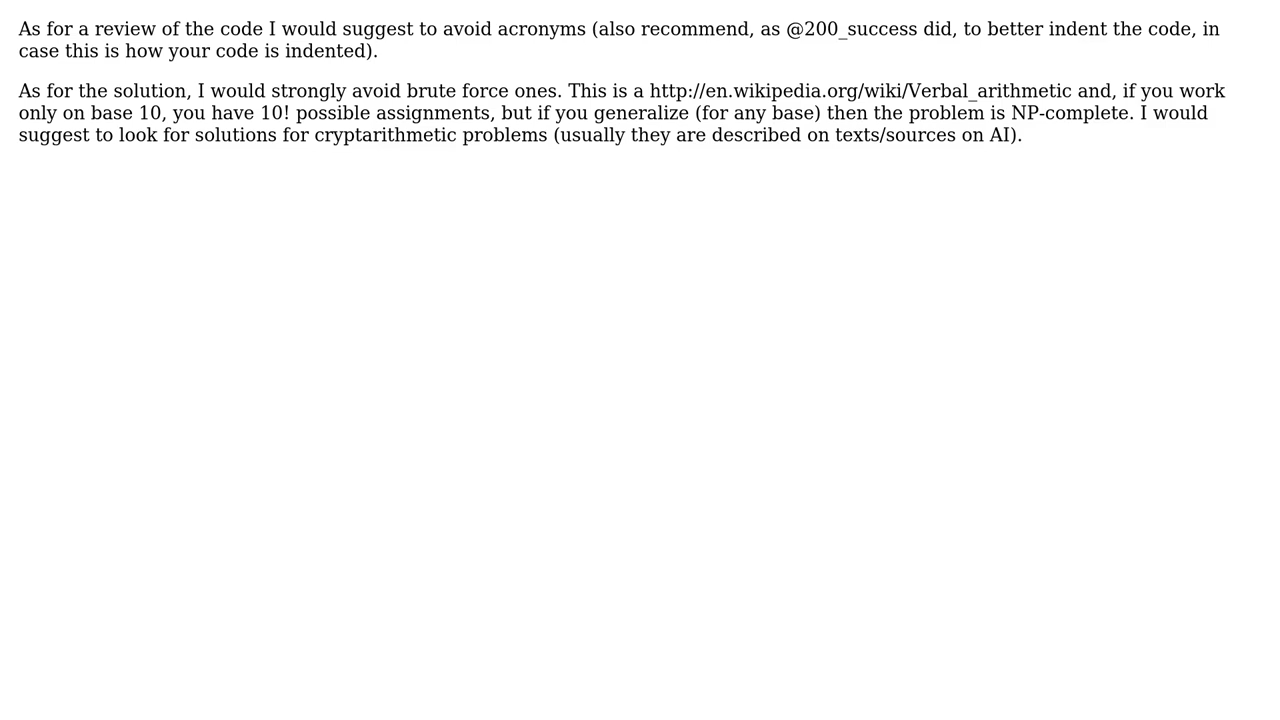 As for a review of the code I would suggest to avoid acronyms (also recommend, as @200_success did, to better indent the code, in
case this is how your code is indented).
As for the solution, I would strongly avoid brute force ones. This is a http://en.wikipedia.org/wiki/Verbal_arithmetic and, if you work
only on base 10, you have 10! possible assignments, but if you generalize (for any base) then the problem is NP-complete. I would
suggest to look for solutions for cryptarithmetic problems (usually they are described on texts/sources on AI).